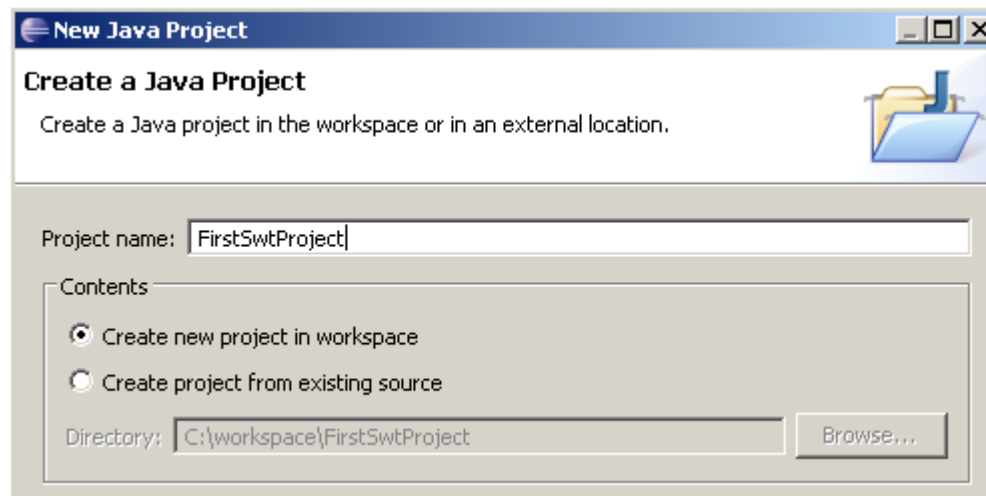 New Java Project
Create a Java Project
Create a Java project in the workspace or in an external location.
Project name: FirstSwtProject
Contents
Create new project in workspace
Create project from existing source
Directory: C:\workspace\FirstSwtProject Browse...